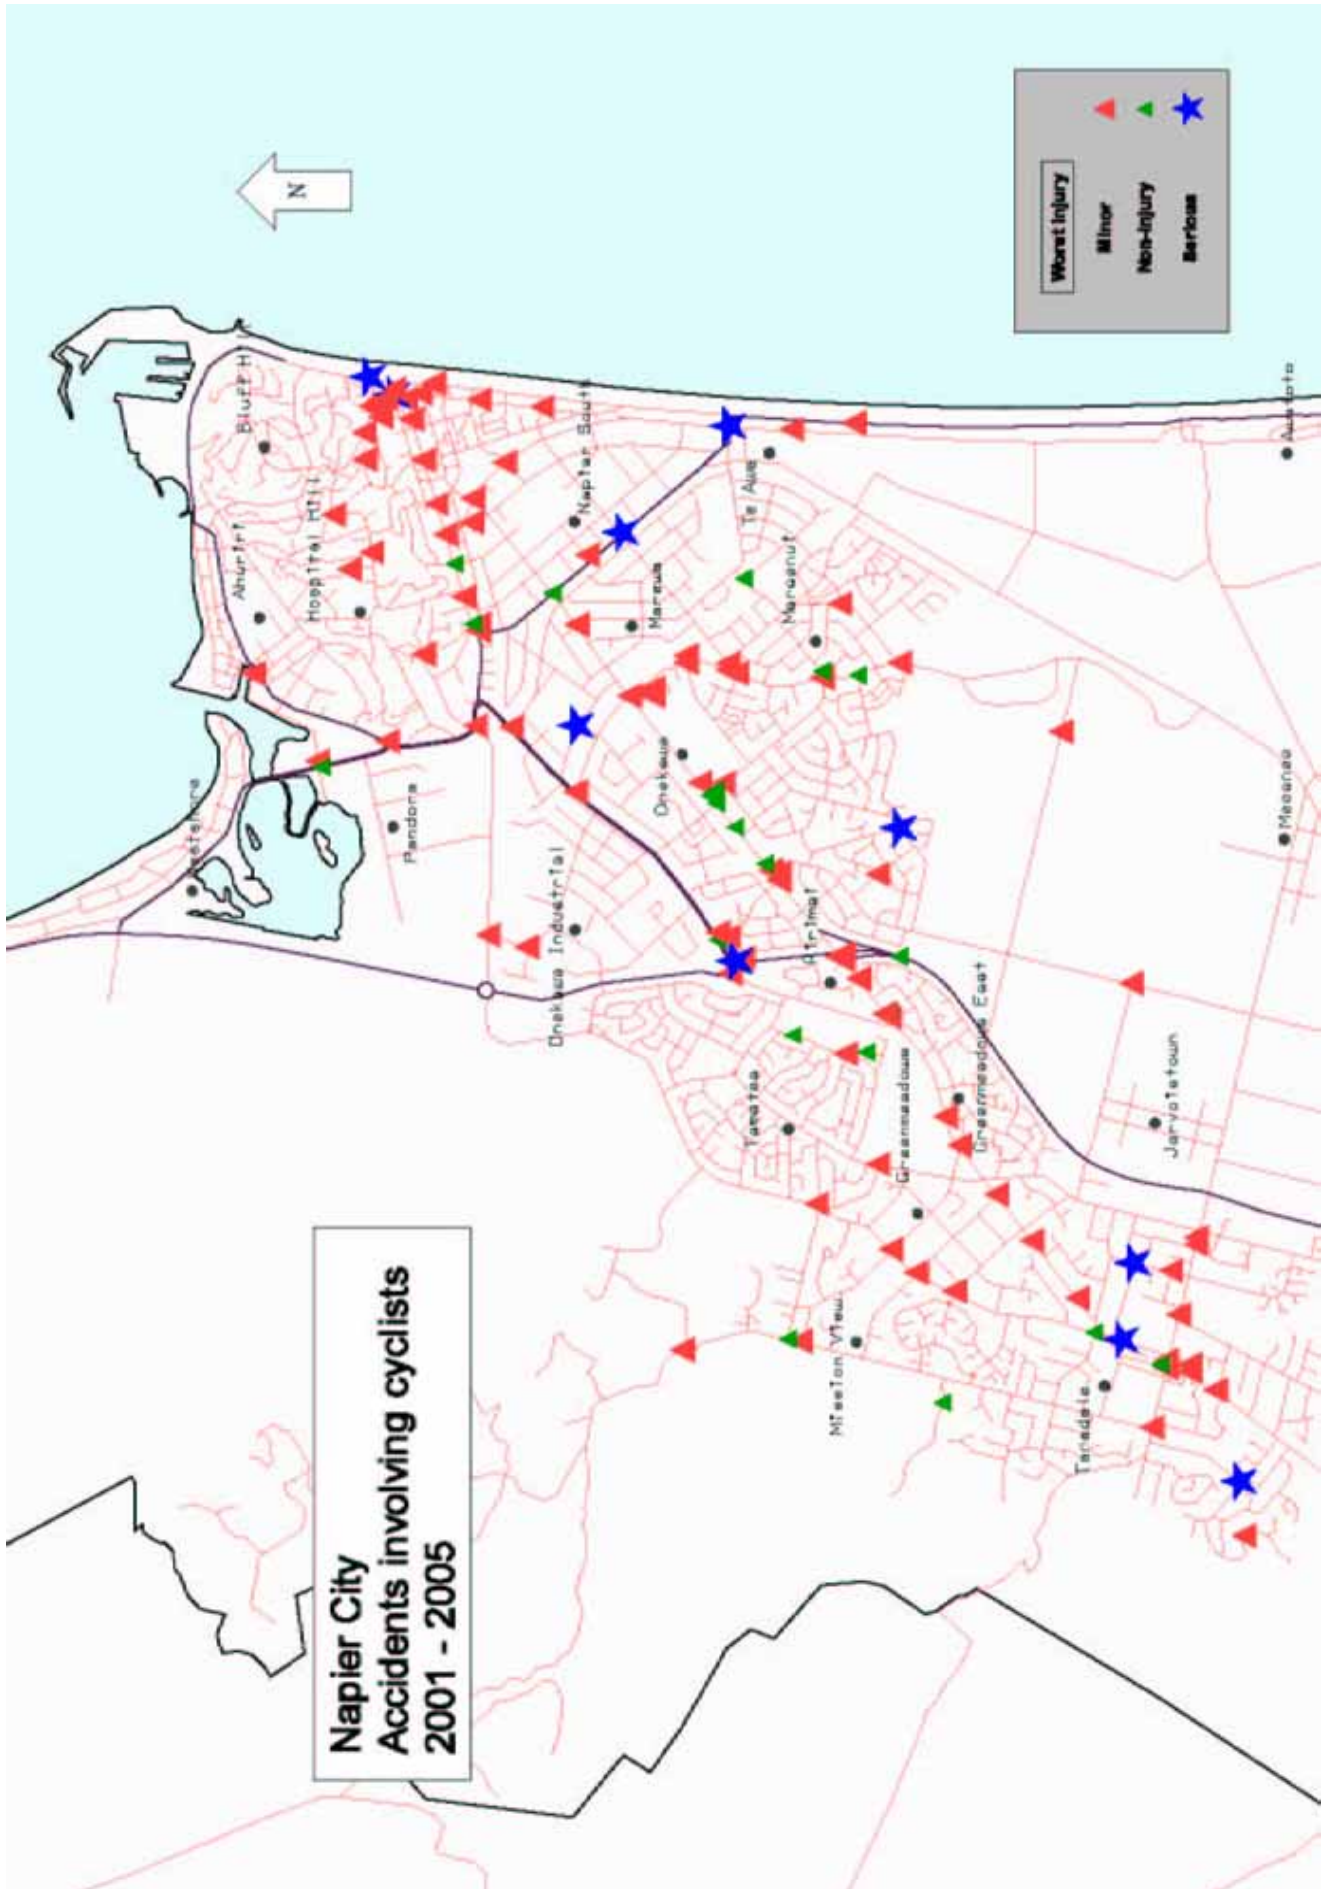 Napier City
Accidents involving cyclists
2001 - 2005
N
Worst Injury
Minor
Non-injury
Serious
Bluff Hill
Ahuriri
Hospital Hill
Napier South
Westshore
Pandora
Marewa
Te Awa
Maraenui
Onekawa
Onekawa Industrial
Pirimai
Tamatea
Greenmeadows
Greenmeadows East
Mission View
Taradale
Jervoistown
Meeanee
Awatoto